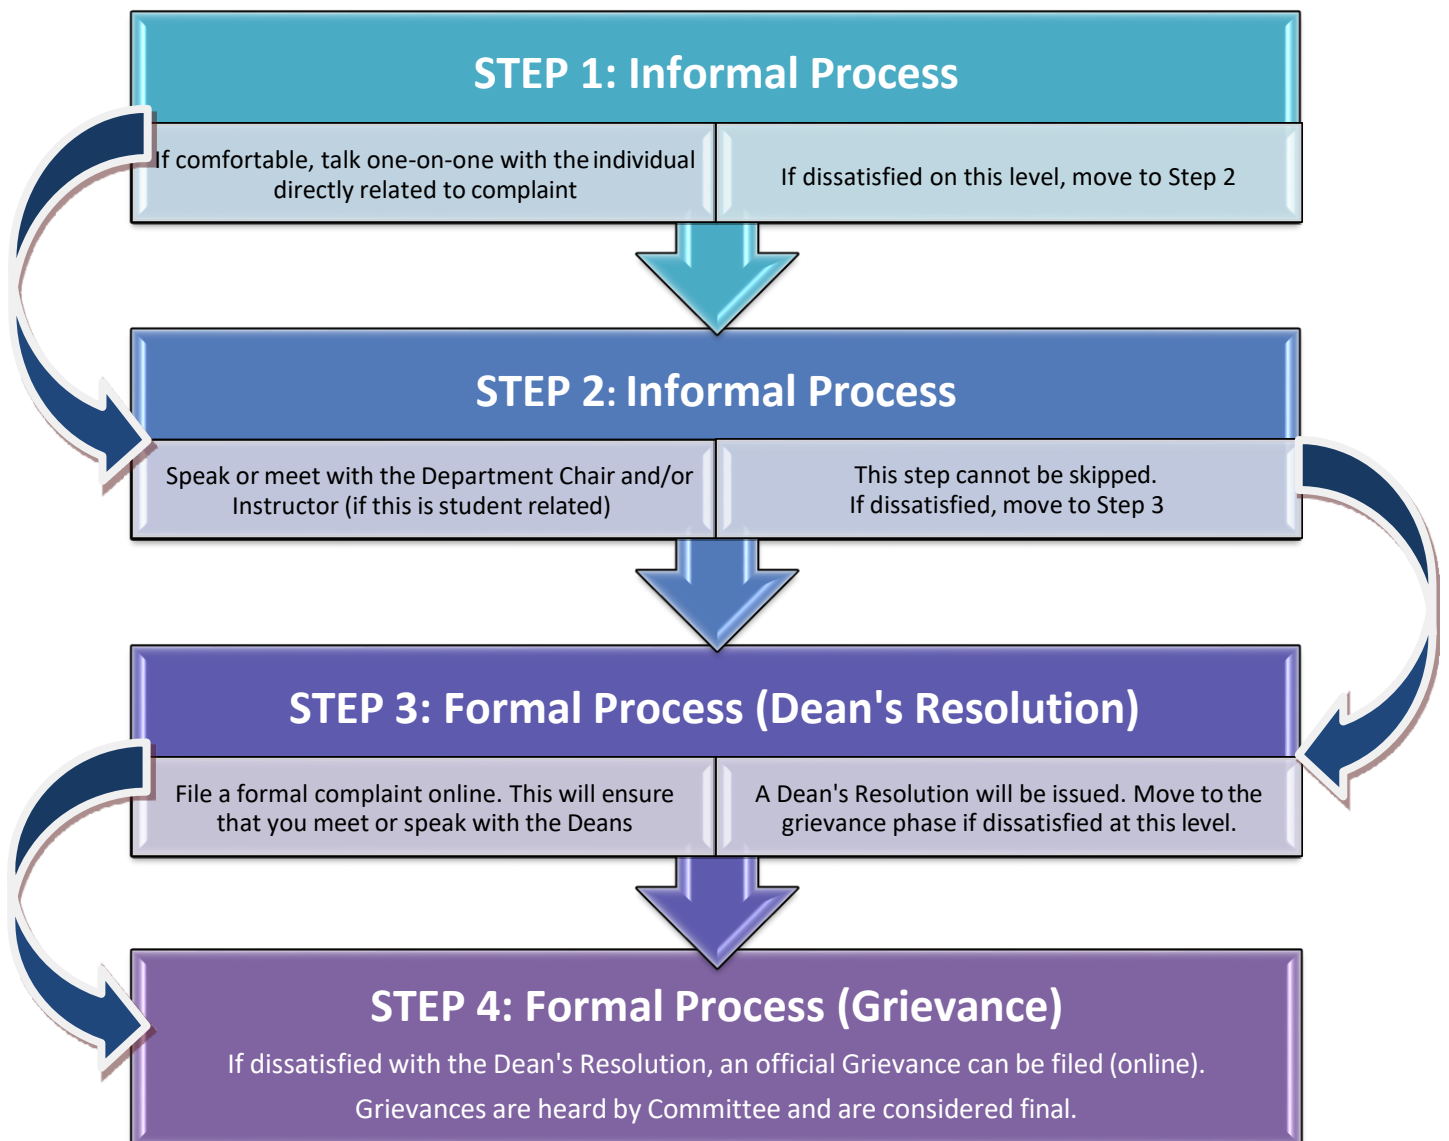 STEP 1: Informal Process
If comfortable, talk one-on-one with the individual
directly related to complaint
If dissatisfied on this level, move to Step 2
STEP 2: Informal Process
Speak or meet with the Department Chair and/or
Instructor (if this is student related)
This step cannot be skipped.
If dissatisfied, move to Step 3
STEP 3: Formal Process (Dean's Resolution)
File a formal complaint online. This will ensure
that you meet or speak with the Deans
A Dean's Resolution will be issued. Move to the
grievance phase if dissatisfied at this level.
STEP 4: Formal Process (Grievance)
If dissatisfied with the Dean's Resolution, an official Grievance can be filed (online).
Grievances are heard by Committee and are considered final.